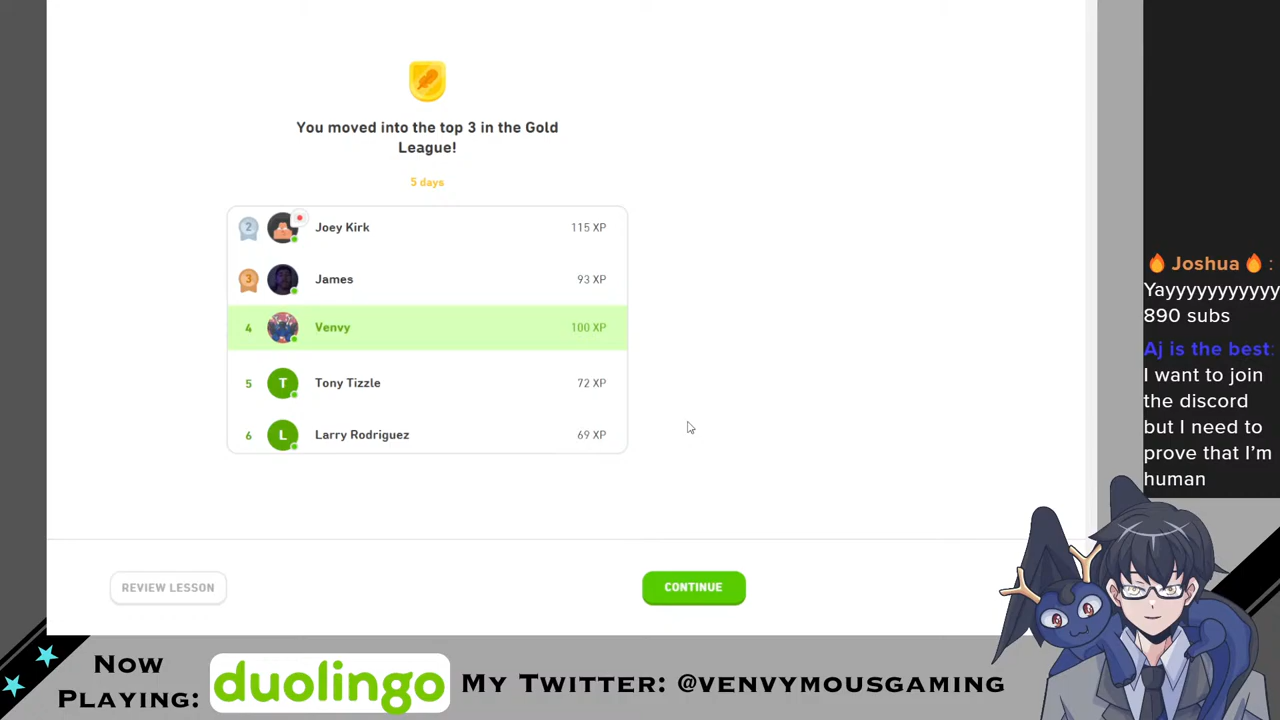 You moved into the top 3 in the Gold
League!
5 days
2 Joey Kirk 115 XP
3 James 93 XP
4 Venvy 100 XP
5 T Tony Tizzle 72 XP
6 L Larry Rodriguez 69 XP
REVIEW LESSON
CONTINUE
🔥 Joshua 🔥 :
Yayyyyyyyyyyy
890 subs
Aj is the best:
I want to join
the discord
but I need to
prove that I'm
human
Now
Playing:
duolingo
My Twitter: @venvymousgaming